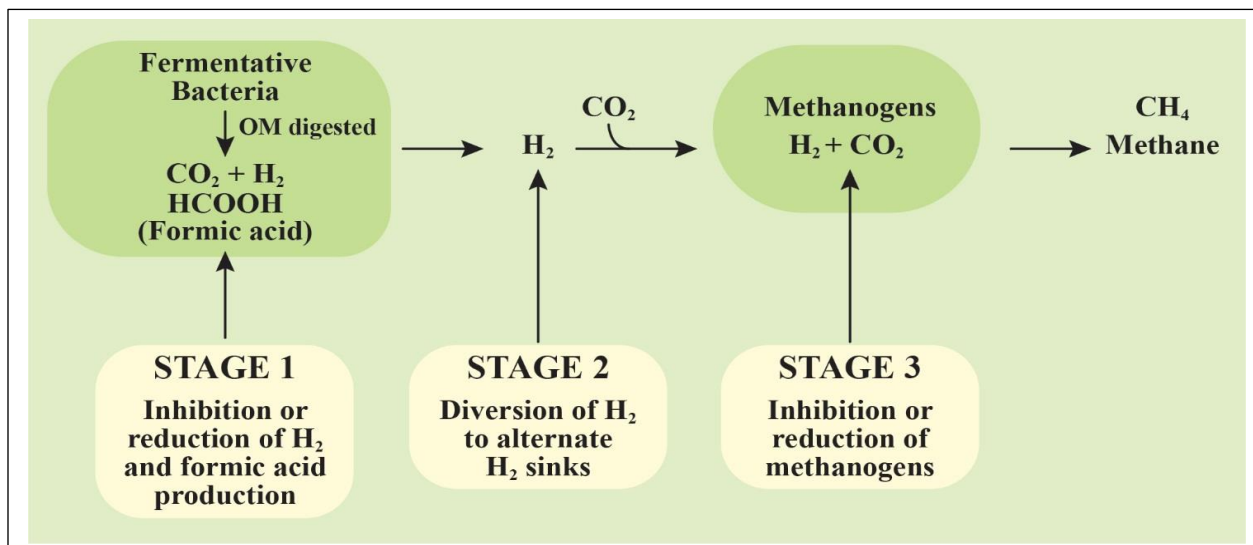 Fermentative
Bacteria
OM digested
CO₂ + H₂
HCOOH
(Formic acid)
H₂
CO₂
Methanogens
H₂ + CO₂
CH₄
Methane
STAGE 1
Inhibition or
reduction of H₂
and formic acid
production
STAGE 2
Diversion of H₂
to alternate
H₂ sinks
STAGE 3
Inhibition or
reduction of
methanogens